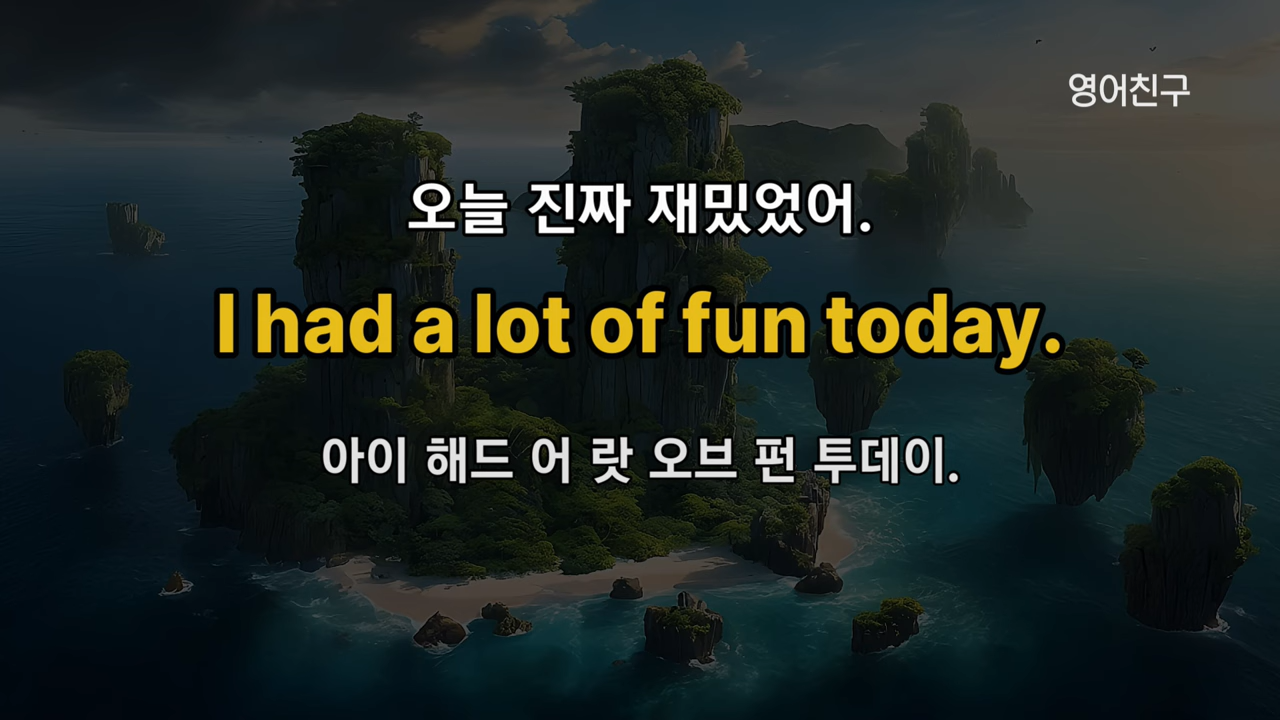 영어친구
오늘 진짜 재밌었어.
I had a lot of fun today.
아이 해드 어 랏 오브 펀 투데이.